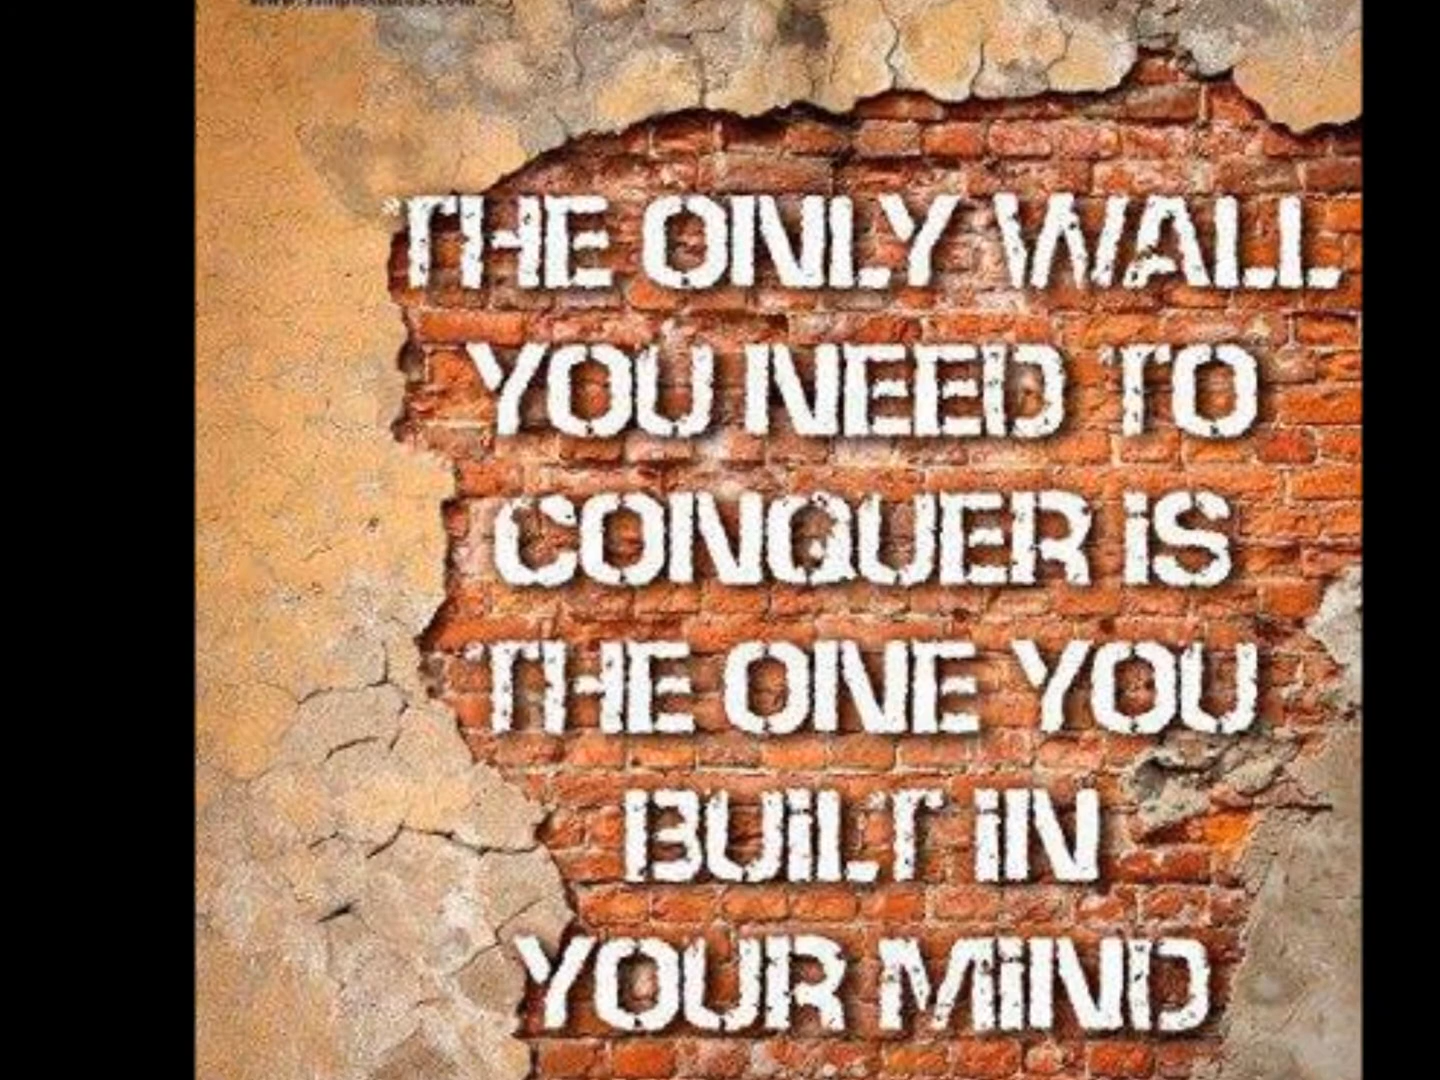 THE ONLY WALL
YOU NEED TO
CONQUER iS
THE ONE YOU
BUiLT iN
YOUR MiND